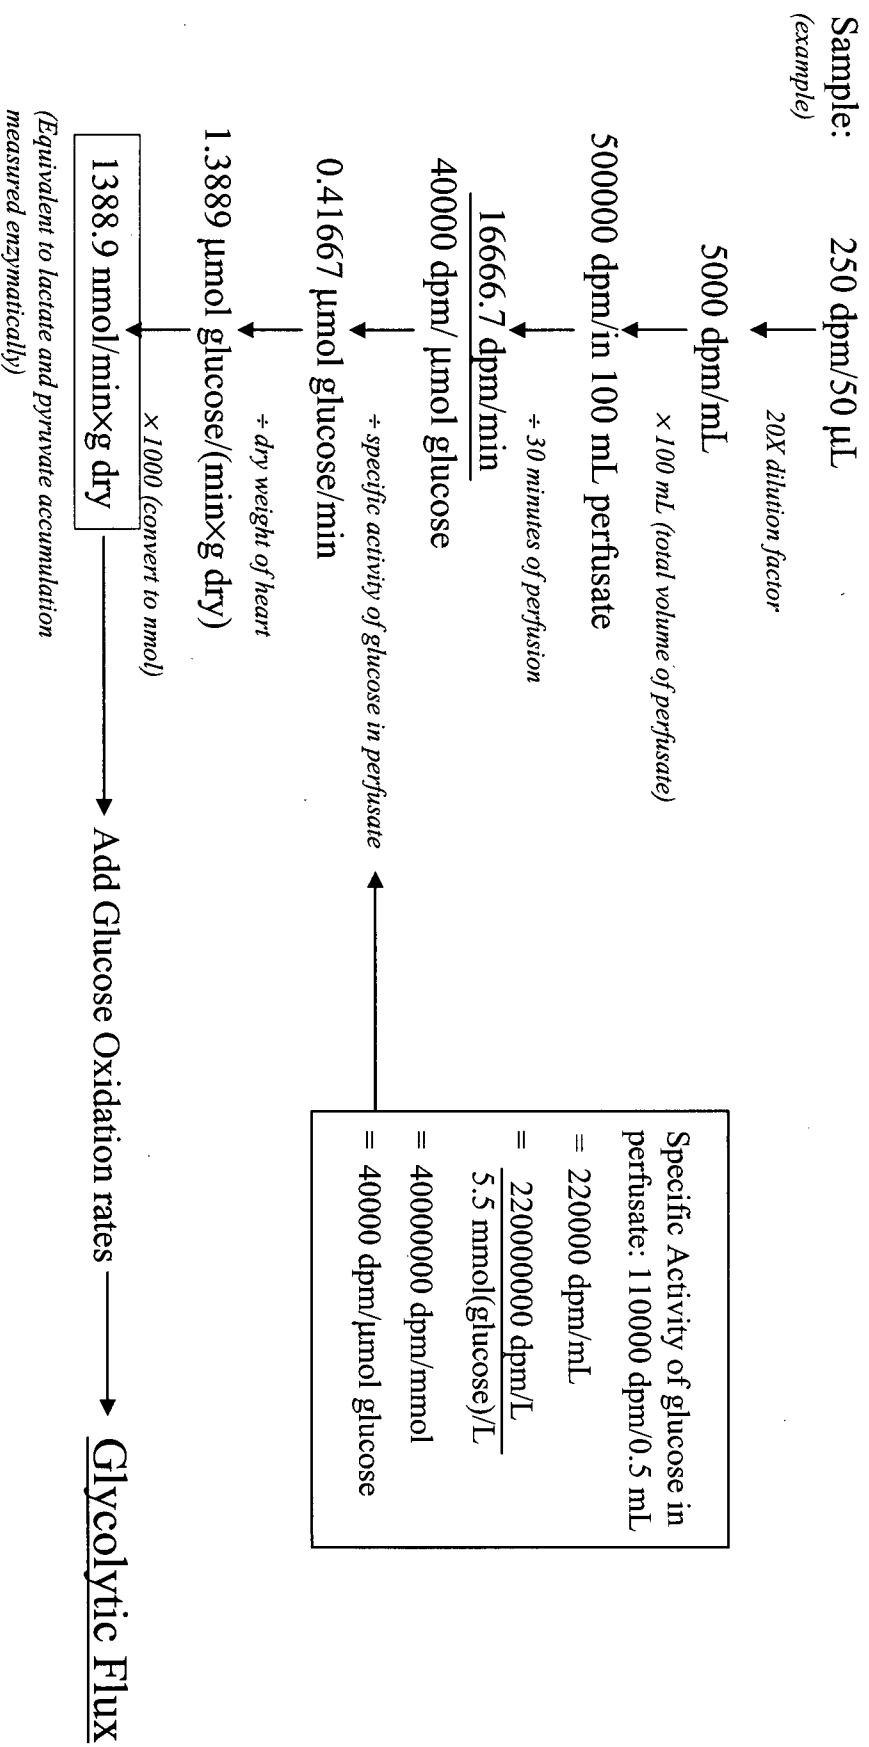 Sample:
(example)
250 dpm/50 µL
20X dilution factor
5000 dpm/mL
× 100 mL (total volume of perfusate)
500000 dpm/in 100 mL perfusate
÷ 30 minutes of perfusion
16666.7 dpm/min
40000 dpm/ µmol glucose
÷ specific activity of glucose in perfusate
0.41667 µmol glucose/min
÷ dry weight of heart
1.3889 µmol glucose/(min×g dry)
× 1000 (convert to nmol)
1388.9 nmol/min×g dry
(Equivalent to lactate and pyruvate accumulation
measured enzymatically)
Specific Activity of glucose in
perfusate: 110000 dpm/0.5 mL
= 220000 dpm/mL
= 220000000 dpm/L
5.5 mmol(glucose)/L
= 40000000 dpm/mmol
= 40000 dpm/µmol glucose
Add Glucose Oxidation rates
Glycolytic Flux